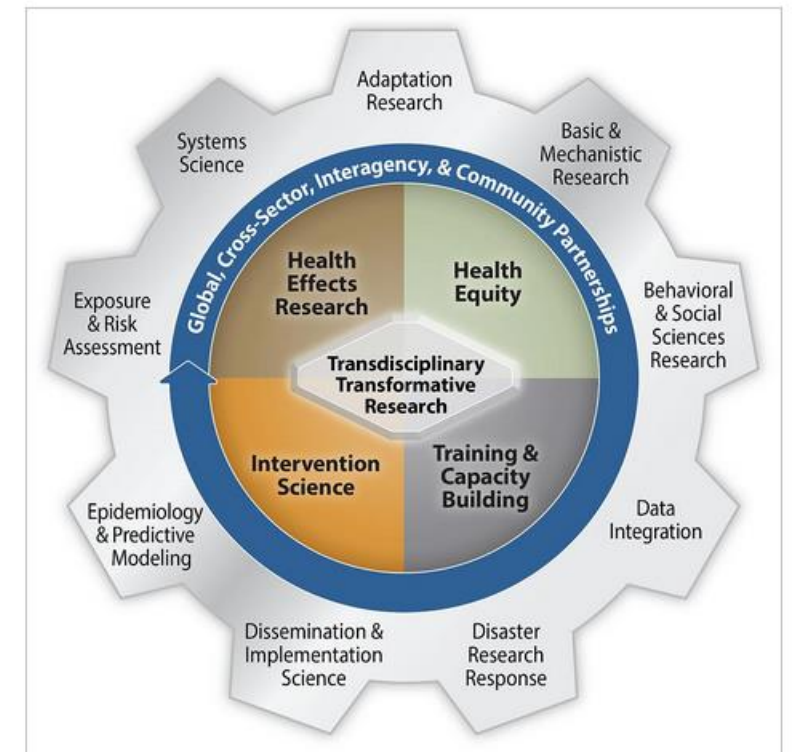 Adaptation
Research
Basic &
Mechanistic
Research
Behavioral
& Social
Sciences
Research
Data
Integration
Disaster
Research
Response
Dissemination &
Implementation
Science
Epidemiology
& Predictive
Modeling
Exposure
& Risk
Assessment
Systems
Science
Global, Cross-Sector, Interagency, & Community Partnerships
Health
Effects
Research
Health
Equity
Transdisciplinary
Transformative
Research
Intervention
Science
Training &
Capacity
Building